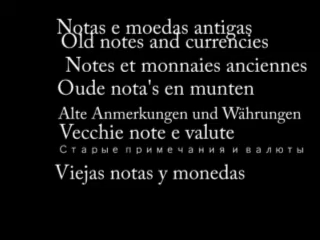 Notas e moedas antigas
Old notes and currencies
Notes et monnaies anciennes
Oude nota's en munten
Alte Anmerkungen und Währungen
Vecchie note e valute
Старые примечания и валюты
Viejas notas y monedas